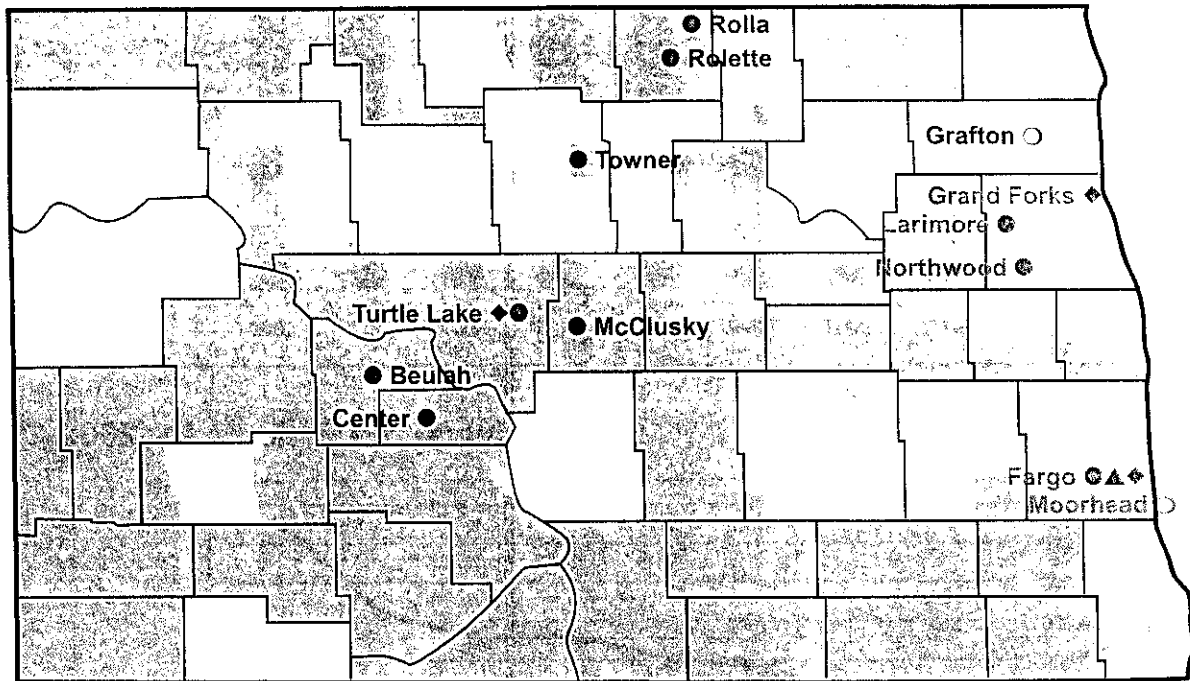 Rolla
Rolette
Grafton
Towner
Grand Forks
Larimore
Northwood
Turtle Lake
McClusky
Beulah
Center
Fargo
Moorhead